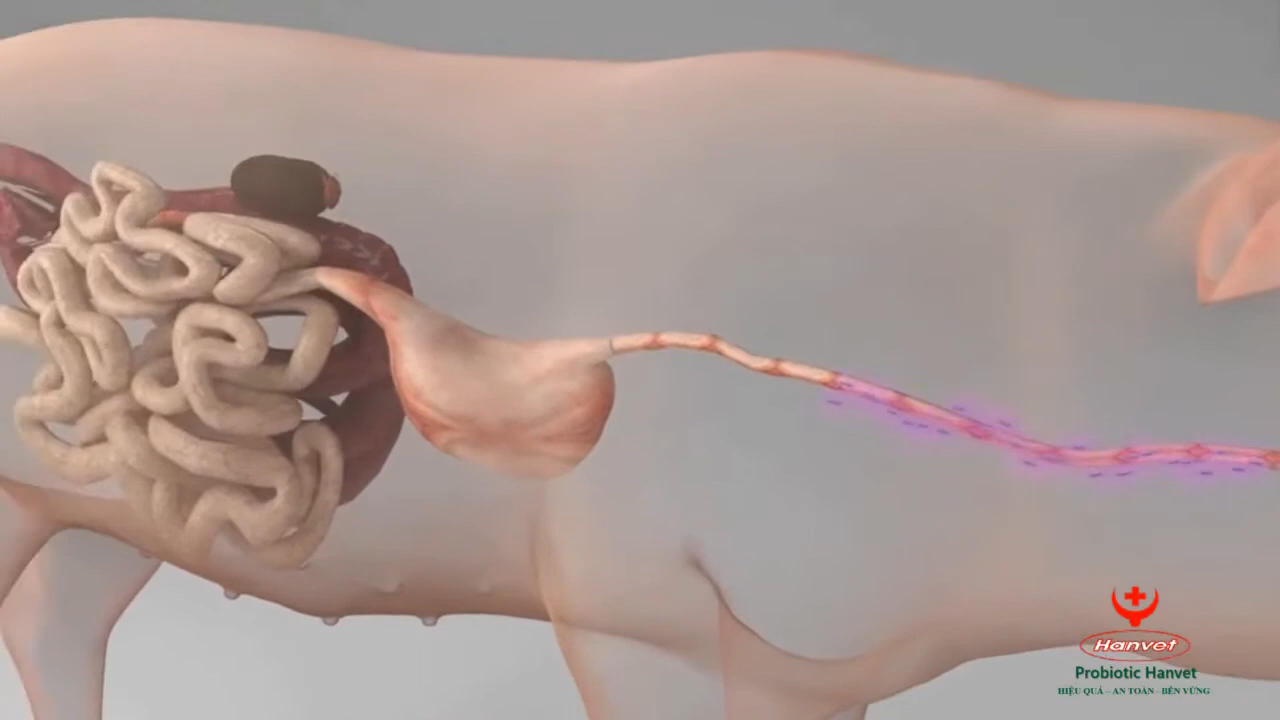 Hanvet
Probiotic Hanvet
HIỆU QUẢ - AN TOÀN - BỀN VỮNG